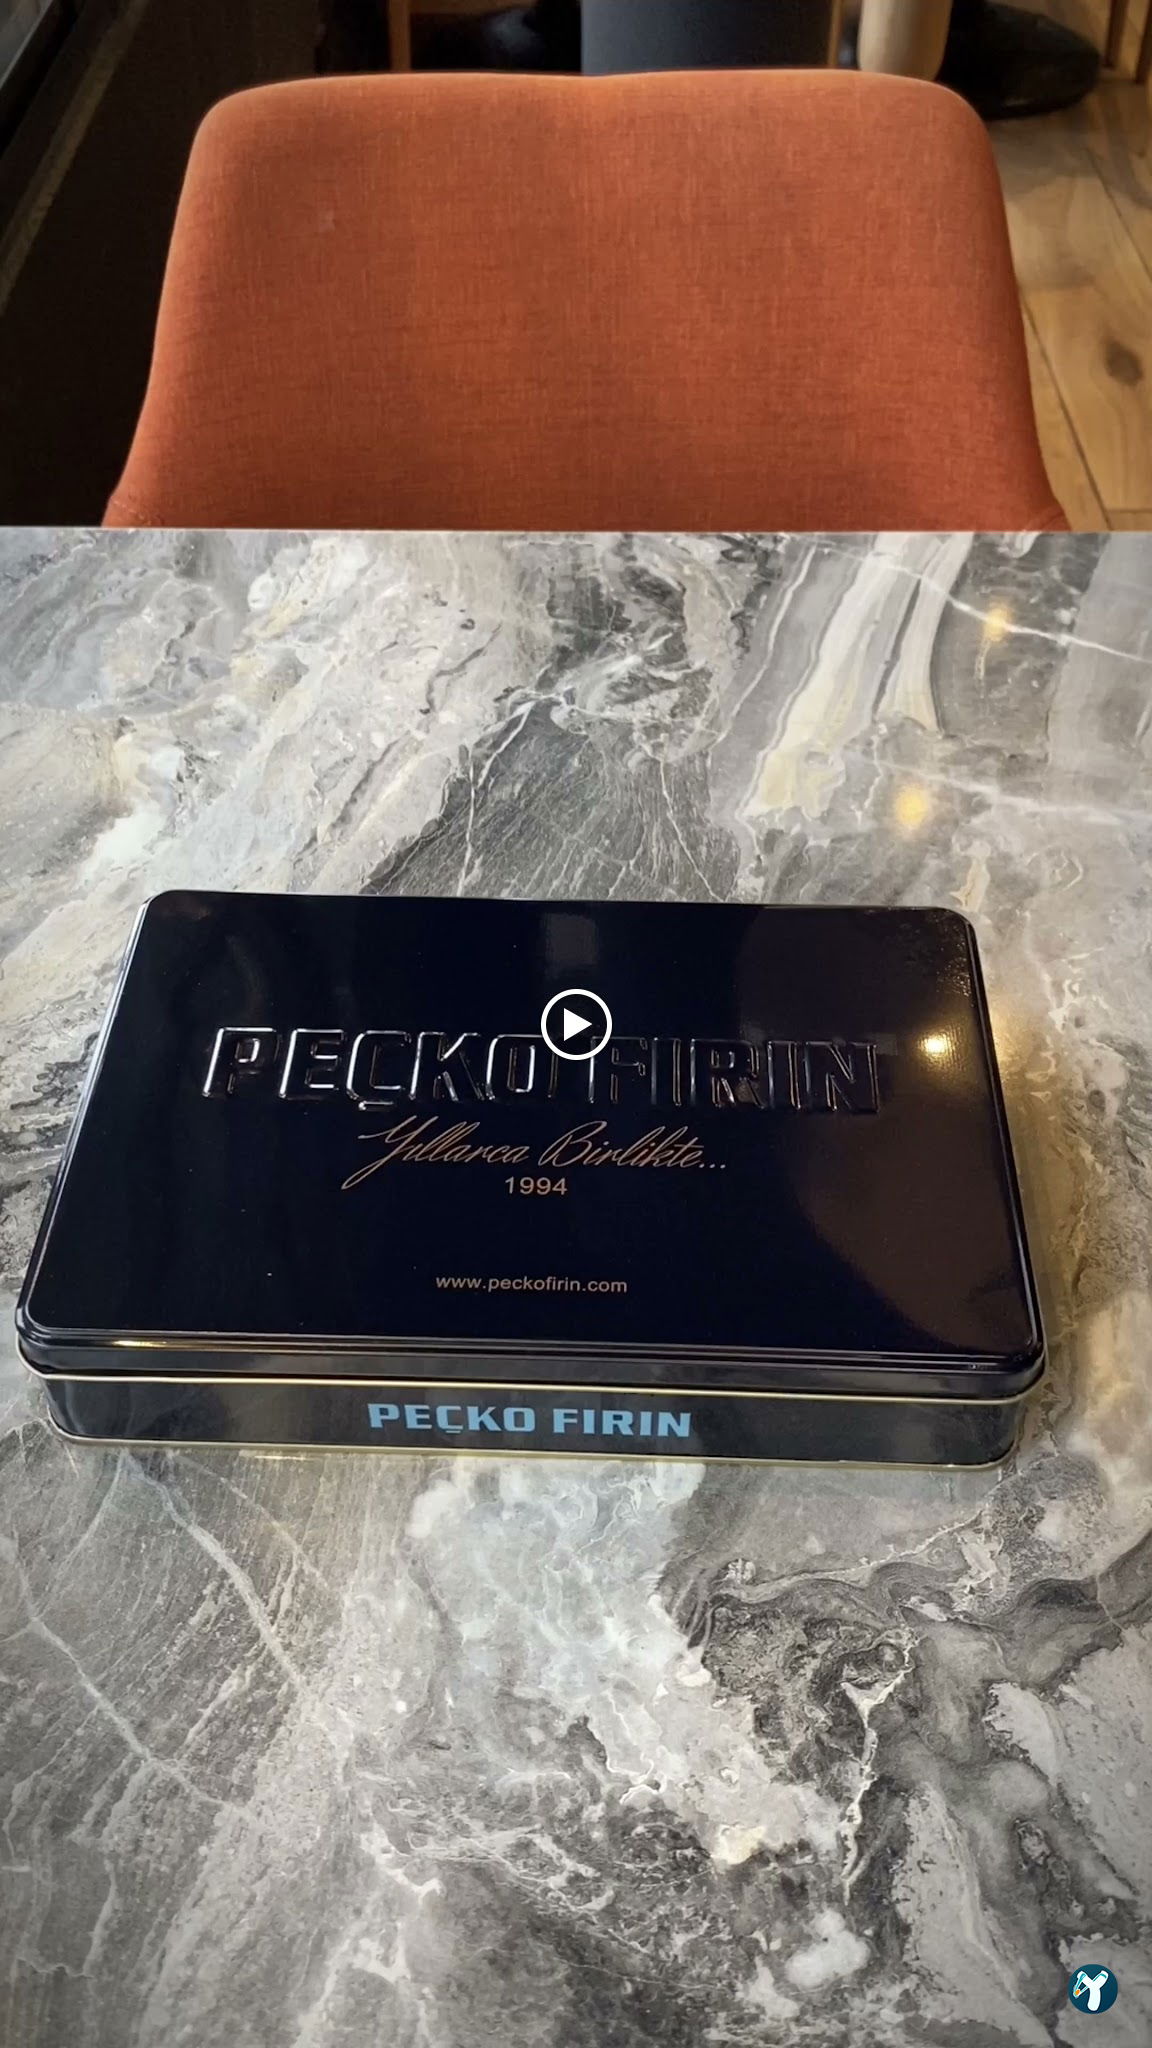 PEÇKO FIRIN
Yıllarca Birlikte...
1994
www.peckofirin.com
PEÇKO FIRIN